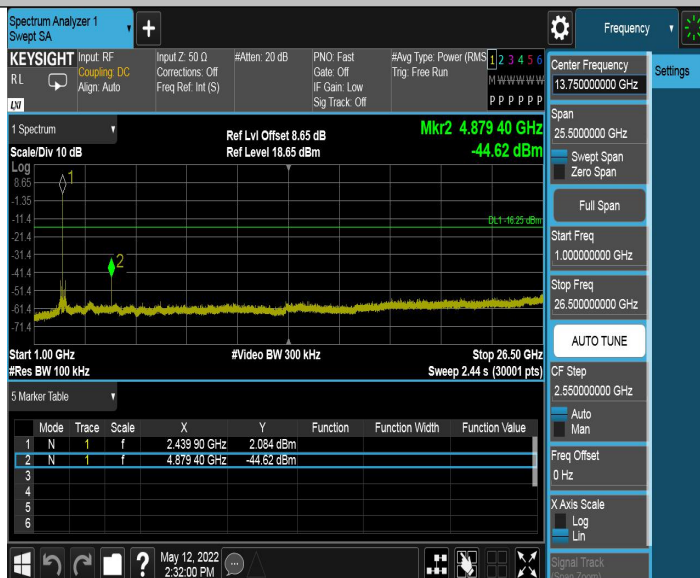 Spectrum Analyzer 1
Swept SA
+
Frequency
KEYSIGHT
Input: RF
Input Z: 50 Ω
#Atten: 20 dB
PNO: Fast
#Avg Type: Power (RMS
1 2 3 4 5 6
RL
Coupling: DC
Corrections: Off
Gate: Off
Trig: Free Run
M W W W W W
Align: Auto
Freq Ref: Int (S)
IF Gain: Low
Sig Track: Off
P P P P P P
LXI
1 Spectrum
Ref Lvl Offset 8.65 dB
Mkr2 4.879 40 GHz
Scale/Div 10 dB
Ref Level 18.65 dBm
-44.62 dBm
Log
8.65
1
-1.35
-11.4
DL1 -16.25 dBm
-21.4
-31.4
2
-41.4
-51.4
-61.4
-71.4
Start 1.00 GHz
#Video BW 300 kHz
Stop 26.50 GHz
#Res BW 100 kHz
Sweep 2.44 s (30001 pts)
5 Marker Table
Mode Trace Scale X Y Function Function Width Function Value
1 N 1 f 2.439 90 GHz 2.084 dBm
2 N 1 f 4.879 40 GHz -44.62 dBm
3
4
5
6
?
May 12, 2022
2:32:00 PM
Center Frequency
13.750000000 GHz
Settings
Span
25.5000000 GHz
Swept Span
Zero Span
Full Span
Start Freq
1.000000000 GHz
Stop Freq
26.500000000 GHz
AUTO TUNE
CF Step
2.550000000 GHz
Auto
Man
Freq Offset
0 Hz
X Axis Scale
Log
Lin
Signal Track
(Span Zoom)